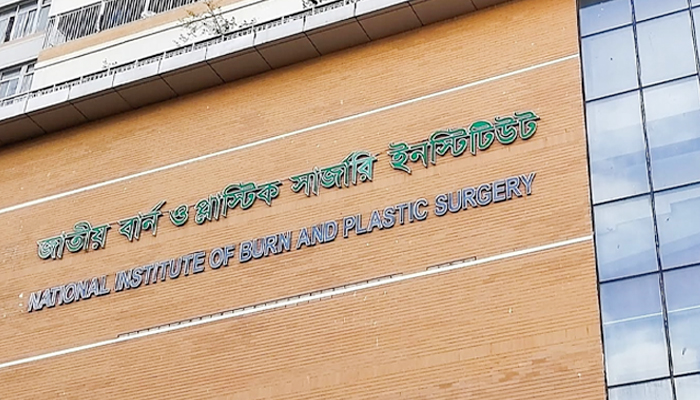 জাতীয় বার্ন ও প্লাস্টিক সার্জারি ইনস্টিটিউট
NATIONAL INSTITUTE OF BURN AND PLASTIC SURGERY